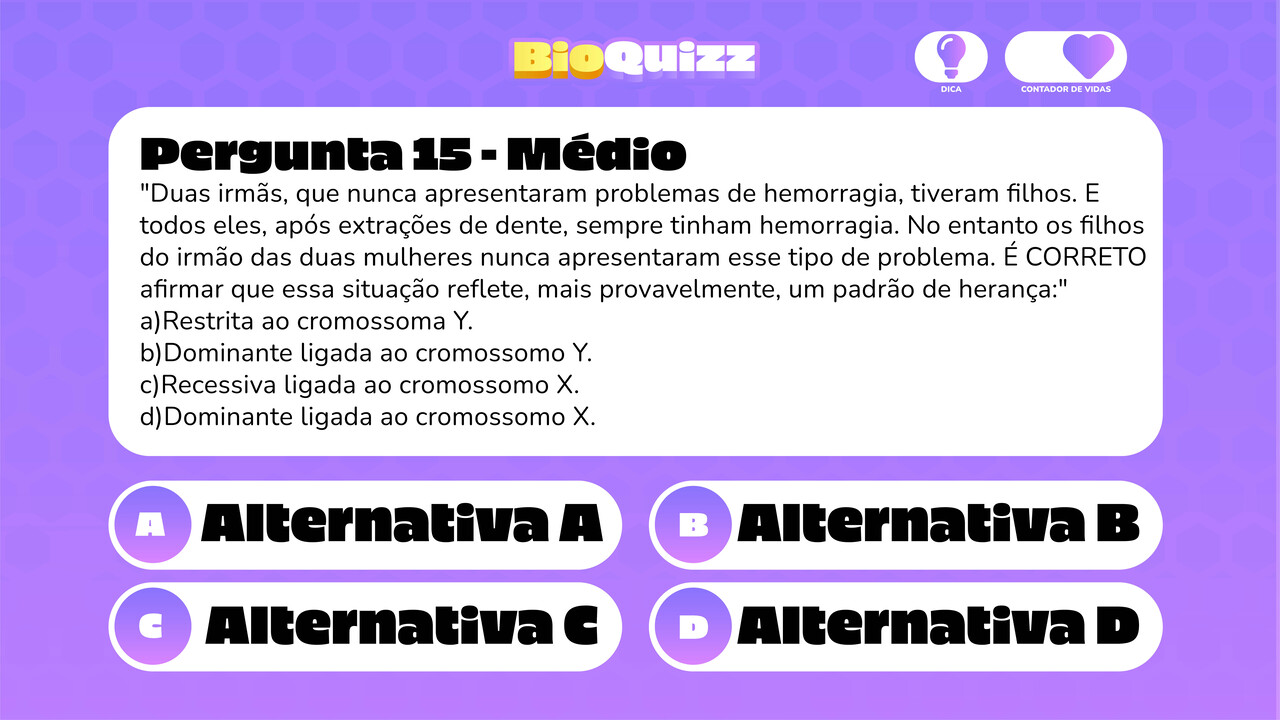 BioQuizz
DICA
CONTADOR DE VIDAS
Pergunta 15 - Médio
"Duas irmãs, que nunca apresentaram problemas de hemorragia, tiveram filhos. E
todos eles, após extrações de dente, sempre tinham hemorragia. No entanto os filhos
do irmão das duas mulheres nunca apresentaram esse tipo de problema. É CORRETO
afirmar que essa situação reflete, mais provavelmente, um padrão de herança:"
a)Restrita ao cromossoma Y.
b)Dominante ligada ao cromossomo Y.
c)Recessiva ligada ao cromossomo X.
d)Dominante ligada ao cromossomo X.
A Alternativa A
B Alternativa B
C Alternativa C
D Alternativa D